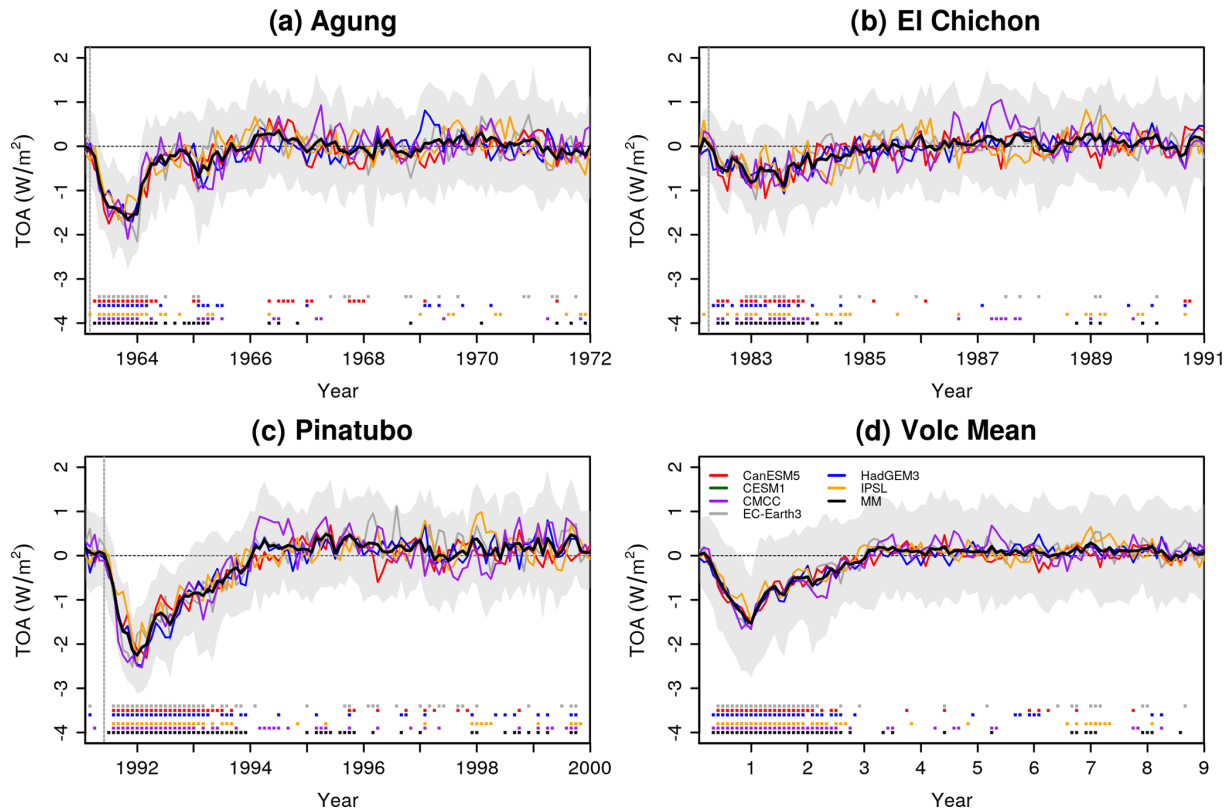 (a) Agung
TOA (W/m²)
2
1
0
-1
-2
-3
-4
1964 1966 1968 1970 1972
Year
(b) El Chichon
TOA (W/m²)
2
1
0
-1
-2
-3
-4
1983 1985 1987 1989 1991
Year
(c) Pinatubo
TOA (W/m²)
2
1
0
-1
-2
-3
-4
1992 1994 1996 1998 2000
Year
(d) Volc Mean
TOA (W/m²)
2
1
0
-1
-2
-3
-4
CanESM5 HadGEM3
CESM1 IPSL
CMCC MM
EC-Earth3
1 2 3 4 5 6 7 8 9
Year